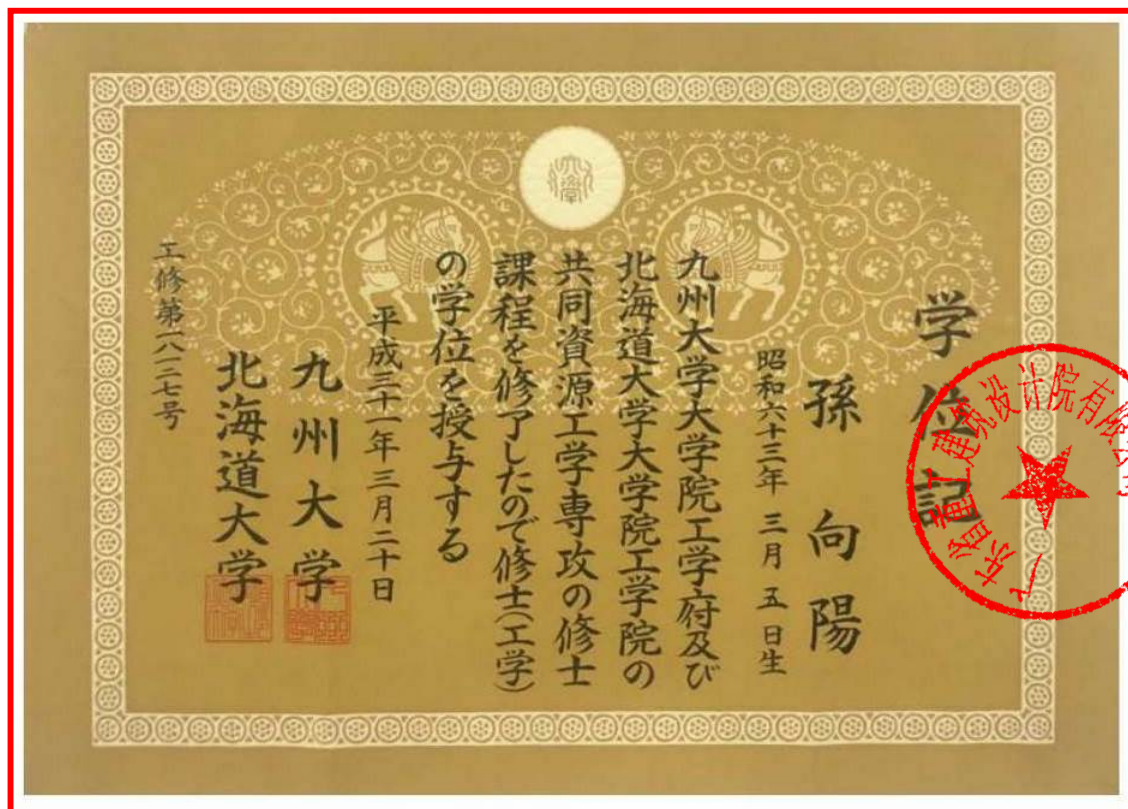 学位記
孫 向陽
昭和六十三年 三月 五日生
九州大学大学院工学府及び
北海道大学大学院工学院の
共同資源工学専攻の修士
課程を修了したので修士(工学)
の学位を授与する
平成三十一年 三月二十日
九州大学
北海道大学
工修第一八二七号